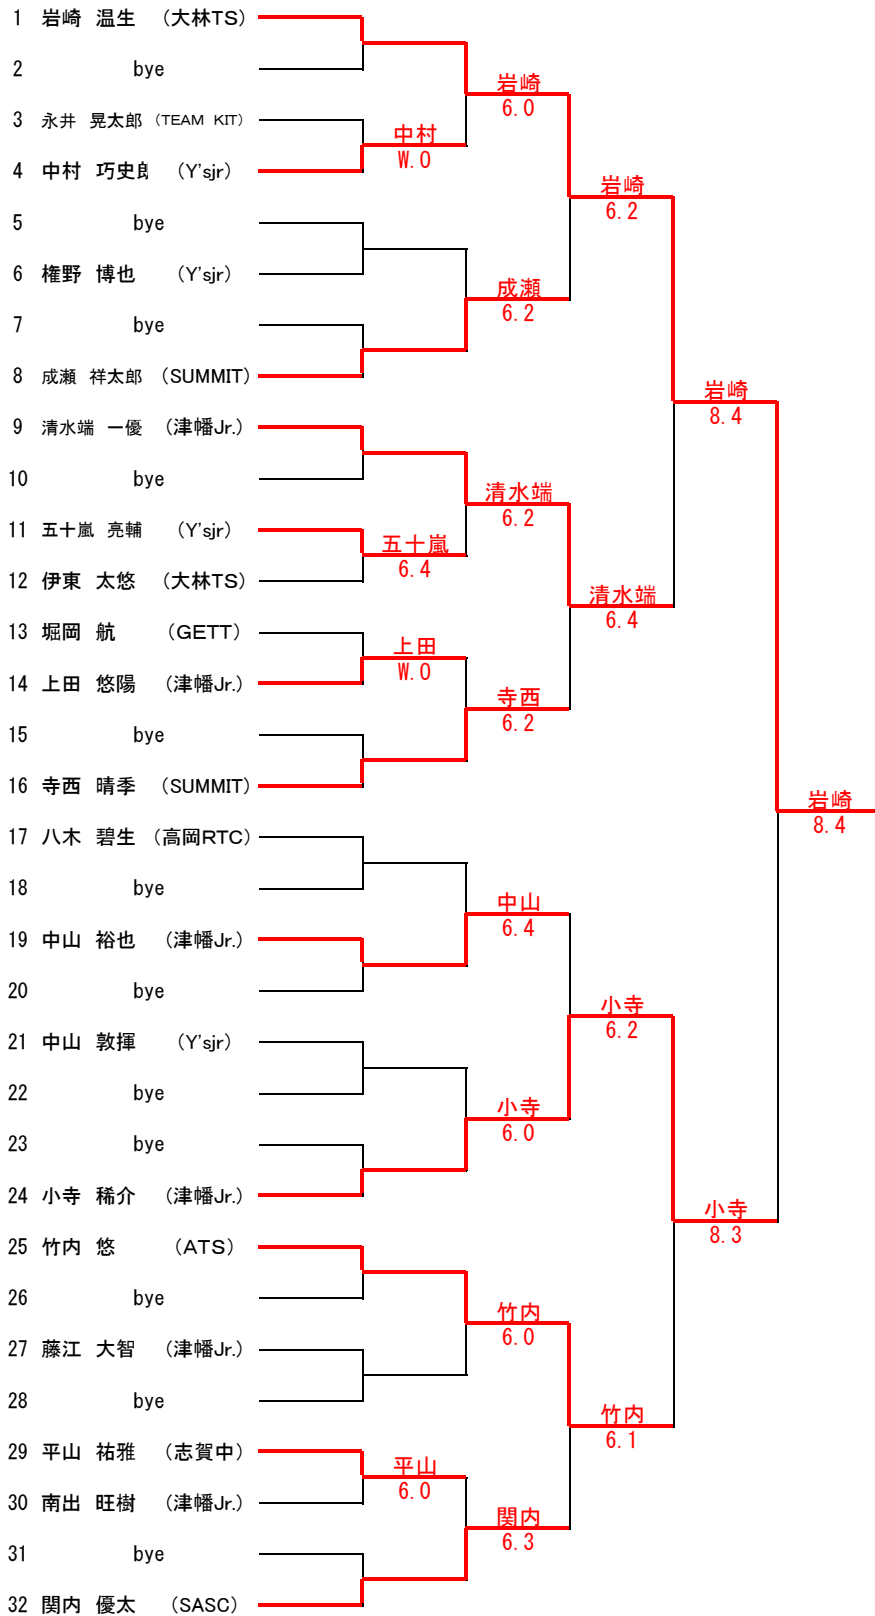 1 岩崎 温生 (大林TS)
2 bye
岩崎
6.0
3 永井 晃太郎 (TEAM KIT)
中村
W.0
4 中村 巧史郎 (Y'sjr)
岩崎
6.2
5 bye
6 権野 博也 (Y'sjr)
成瀬
6.2
7 bye
8 成瀬 祥太郎 (SUMMIT)
岩崎
8.4
9 清水端 一優 (津幡Jr.)
10 bye
清水端
6.2
11 五十嵐 亮輔 (Y'sjr)
五十嵐
6.4
12 伊東 太悠 (大林TS)
清水端
6.4
13 堀岡 航 (GETT)
上田
W.0
14 上田 悠陽 (津幡Jr.)
寺西
6.2
15 bye
16 寺西 晴季 (SUMMIT)
岩崎
8.4
17 八木 碧生 (高岡RTC)
18 bye
中山
6.4
19 中山 裕也 (津幡Jr.)
20 bye
小寺
6.2
21 中山 敦揮 (Y'sjr)
22 bye
小寺
6.0
23 bye
24 小寺 稀介 (津幡Jr.)
小寺
8.3
25 竹内 悠 (ATS)
26 bye
竹内
6.0
27 藤江 大智 (津幡Jr.)
28 bye
竹内
6.1
29 平山 祐雅 (志賀中)
平山
6.0
30 南出 旺樹 (津幡Jr.)
関内
6.3
31 bye
32 関内 優太 (SASC)